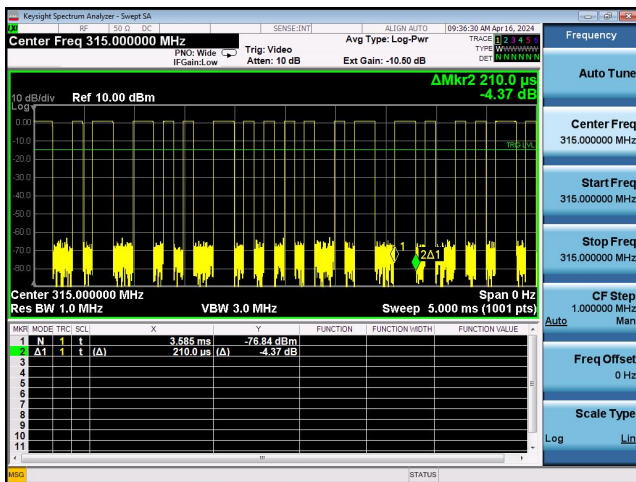 Keysight Spectrum Analyzer - Swept SA
RF 50 Ω DC SENSE:INT ALIGN AUTO 09:36:30 AM Apr 16, 2024
Center Freq 315.000000 MHz
PNO: Wide
IFGain:Low
Trig: Video
Atten: 10 dB
Avg Type: Log-Pwr
Ext Gain: -10.50 dB
TRACE 1 2 3 4 5 6
TYPE WWWWWW
DET N N N N N N
ΔMkr2 210.0 µs
-4.37 dB
10 dB/div Ref 10.00 dBm
Log
0.00
-10.0
TRIG LVL
-20.0
-30.0
-40.0
-50.0
-60.0
-70.0
-80.0
1
2Δ1
Center 315.000000 MHz Span 0 Hz
Res BW 1.0 MHz VBW 3.0 MHz Sweep 5.000 ms (1001 pts)
MKR MODE TRC SCL X Y FUNCTION FUNCTION WIDTH FUNCTION VALUE
1 N 1 t 3.585 ms -76.84 dBm
2 Δ1 1 t (Δ) 210.0 µs (Δ) -4.37 dB
3
4
5
6
7
8
9
10
11
MSG STATUS
Frequency
Auto Tune
Center Freq
315.000000 MHz
Start Freq
315.000000 MHz
Stop Freq
315.000000 MHz
CF Step
1.000000 MHz
Auto Man
Freq Offset
0 Hz
Scale Type
Log Lin